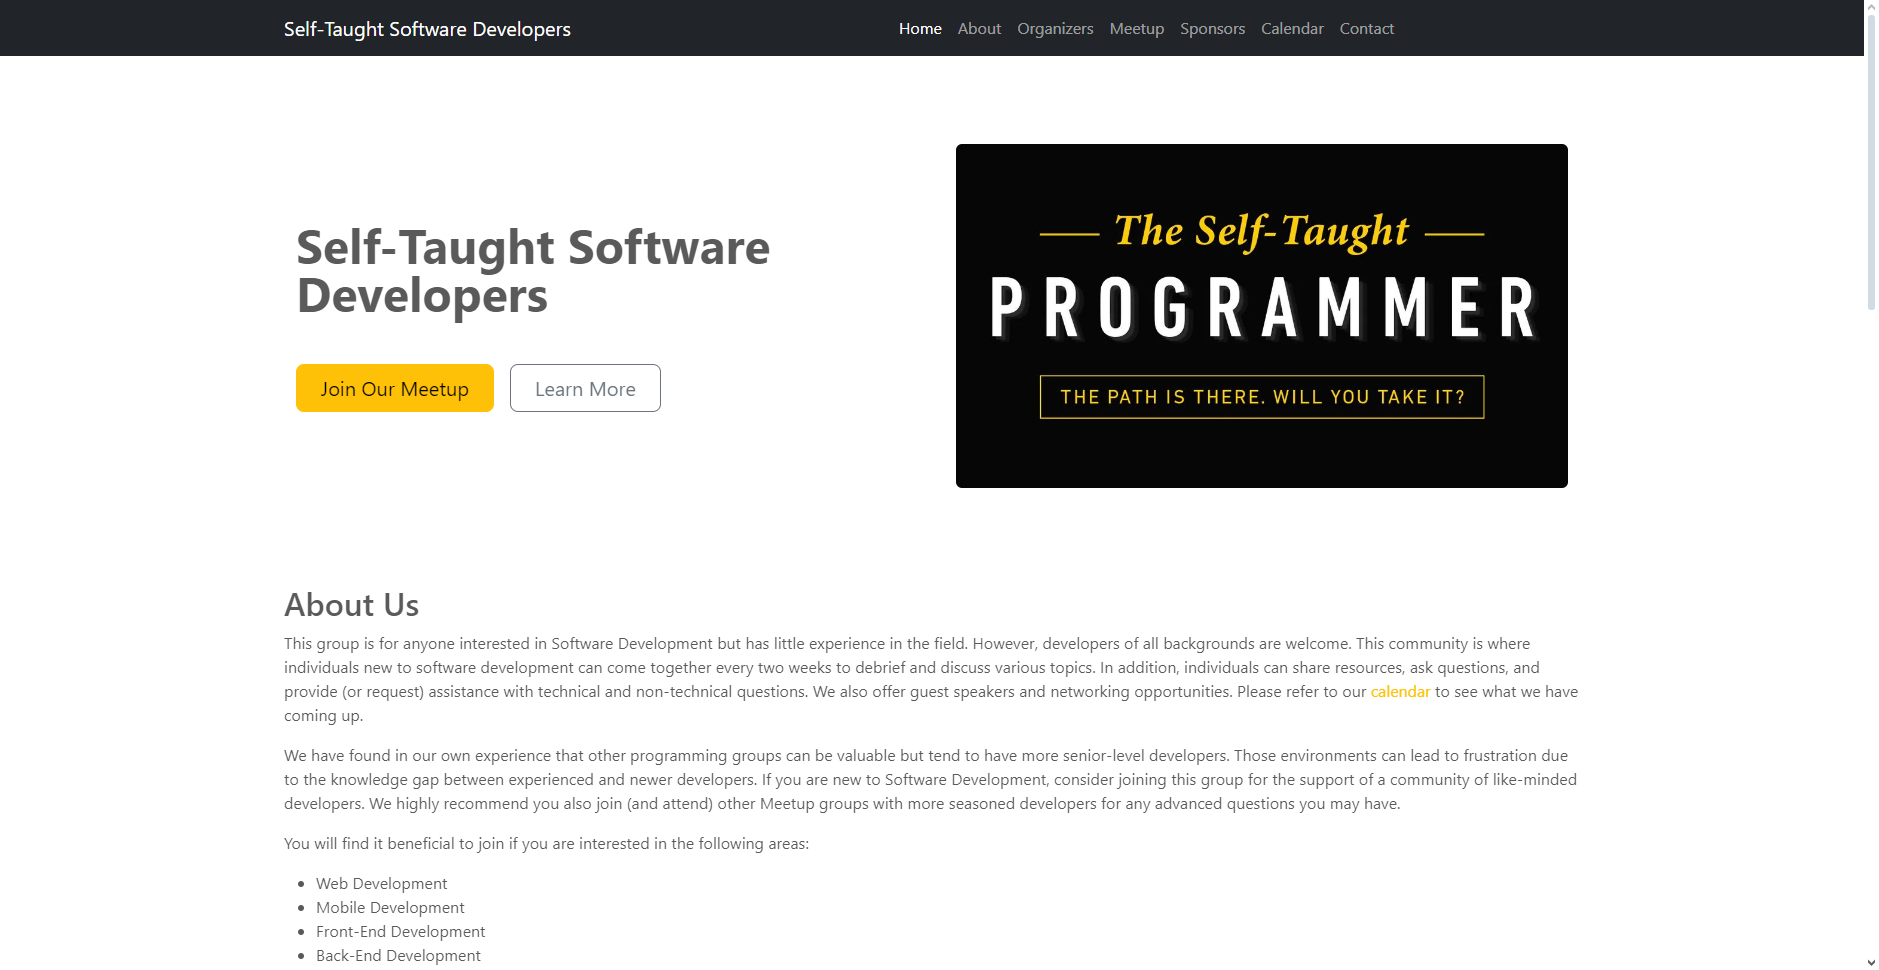 Self-Taught Software Developers
Home About Organizers Meetup Sponsors Calendar Contact
Self-Taught Software
Developers
Join Our Meetup Learn More
The Self-Taught
PROGRAMMER
THE PATH IS THERE. WILL YOU TAKE IT?
About Us
This group is for anyone interested in Software Development but has little experience in the field. However, developers of all backgrounds are welcome. This community is where
individuals new to software development can come together every two weeks to debrief and discuss various topics. In addition, individuals can share resources, ask questions, and
provide (or request) assistance with technical and non-technical questions. We also offer guest speakers and networking opportunities. Please refer to our calendar to see what we have
coming up.
We have found in our own experience that other programming groups can be valuable but tend to have more senior-level developers. Those environments can lead to frustration due
to the knowledge gap between experienced and newer developers. If you are new to Software Development, consider joining this group for the support of a community of like-minded
developers. We highly recommend you also join (and attend) other Meetup groups with more seasoned developers for any advanced questions you may have.
You will find it beneficial to join if you are interested in the following areas:
• Web Development
• Mobile Development
• Front-End Development
• Back-End Development